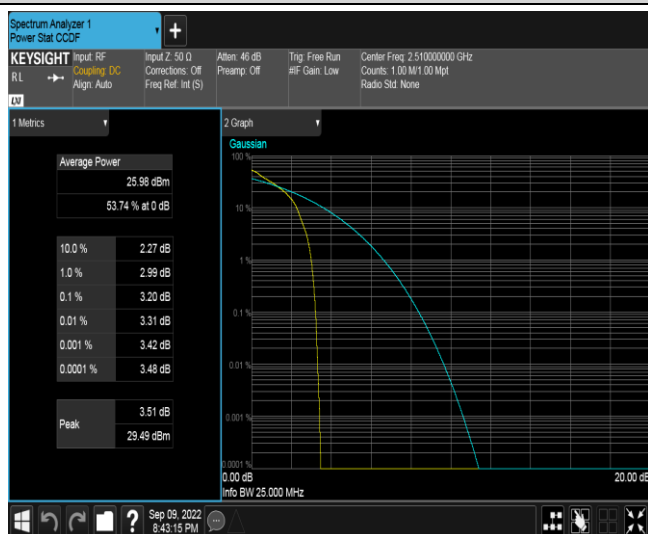 Spectrum Analyzer 1
Power Stat CCDF
+
KEYSIGHT
RL
LXI
Input: RF
Coupling: DC
Align: Auto
Input Z: 50 Ω
Corrections: Off
Freq Ref: Int (S)
Atten: 46 dB
Preamp: Off
Trig: Free Run
#IF Gain: Low
Center Freq: 2.510000000 GHz
Counts: 1.00 M/1.00 Mpt
Radio Std: None
1 Metrics
Average Power
25.98 dBm
53.74 % at 0 dB
10.0 % 2.27 dB
1.0 % 2.99 dB
0.1 % 3.20 dB
0.01 % 3.31 dB
0.001 % 3.42 dB
0.0001 % 3.48 dB
Peak
3.51 dB
29.49 dBm
2 Graph
Gaussian
100 %
10 %
1 %
0.1 %
0.01 %
0.001 %
0.0001 %
0.00 dB
20.00 dB
Info BW 25.000 MHz
?
Sep 09, 2022
8:43:15 PM